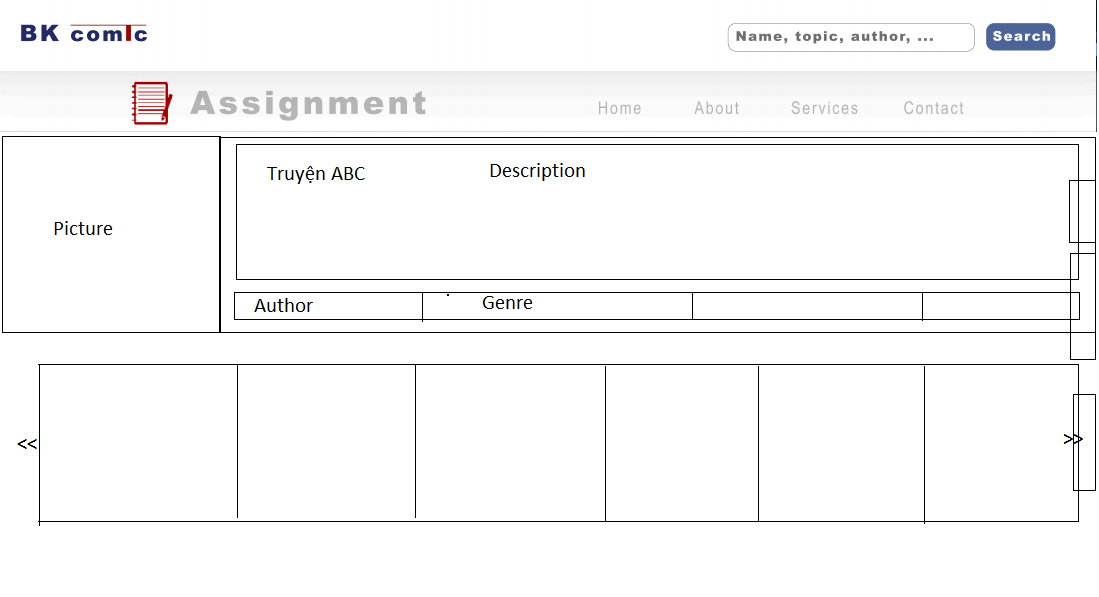 BK comic
Name, topic, author, ...
Search
Assignment
Home
About
Services
Contact
Truyện ABC
Description
Picture
Author
Genre
<<
>>